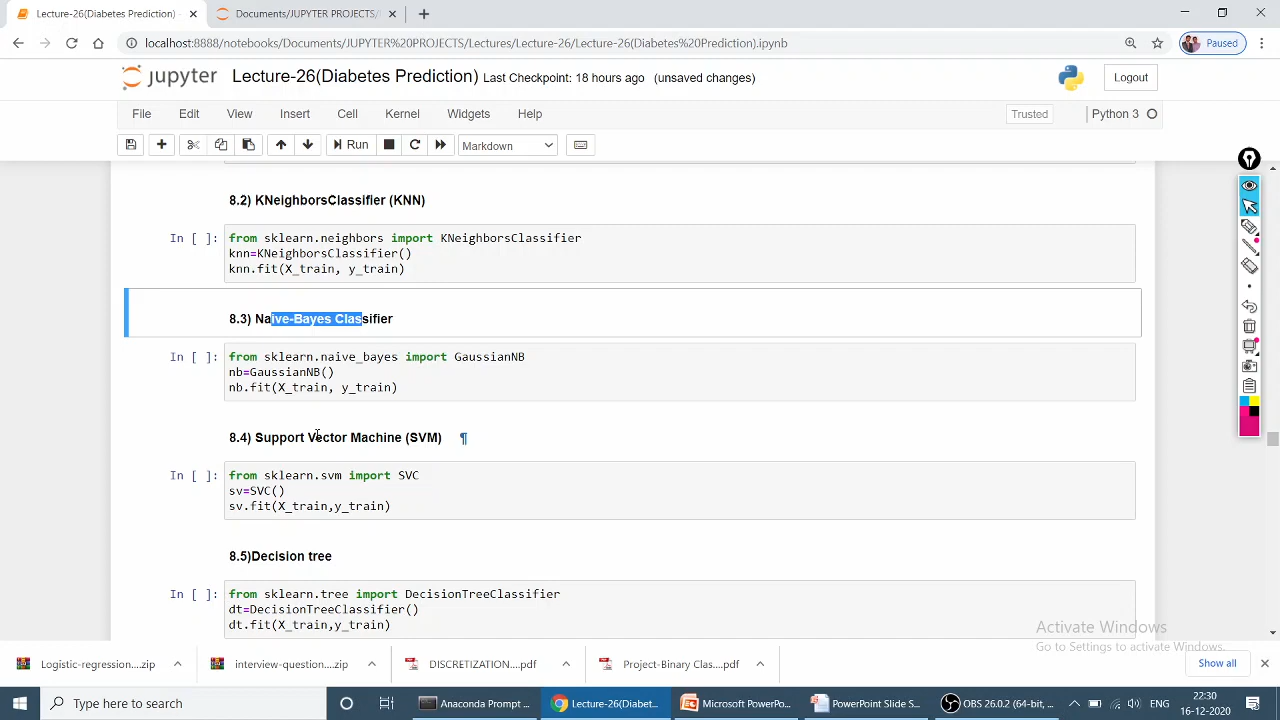 Lecture-26(Diabetes Prediction)
Documents/JUPYTER PROJECTS/
localhost:8888/notebooks/Documents/JUPYTER%20PROJECTS/Lectures/Lecture-26/Lecture-26(Diabetes%20Prediction).ipynb
Paused
jupyter Lecture-26(Diabetes Prediction) Last Checkpoint: 18 hours ago (unsaved changes)
Logout
File Edit View Insert Cell Kernel Widgets Help
Trusted
Python 3
Run
Markdown
8.2) KNeighborsClassifier (KNN)
In [ ]: from sklearn.neighbors import KNeighborsClassifier
knn=KNeighborsClassifier()
knn.fit(X_train, y_train)
8.3) Naive-Bayes Classifier
In [ ]: from sklearn.naive_bayes import GaussianNB
nb=GaussianNB()
nb.fit(X_train, y_train)
8.4) Support Vector Machine (SVM) ¶
In [ ]: from sklearn.svm import SVC
sv=SVC()
sv.fit(X_train,y_train)
8.5)Decision tree
In [ ]: from sklearn.tree import DecisionTreeClassifier
dt=DecisionTreeClassifier()
dt.fit(X_train,y_train)
Activate Windows
Go to Settings to activate Windows.
Logistic-regression....zip
interview-question....zip
DISCRETIZATION....pdf
Project-Binary Clas....pdf
Show all
Type here to search
Anaconda Prompt ...
Lecture-26(Diabet...
Microsoft PowerPo...
PowerPoint Slide S...
OBS 26.0.2 (64-bit, ...
ENG
22:30
16-12-2020